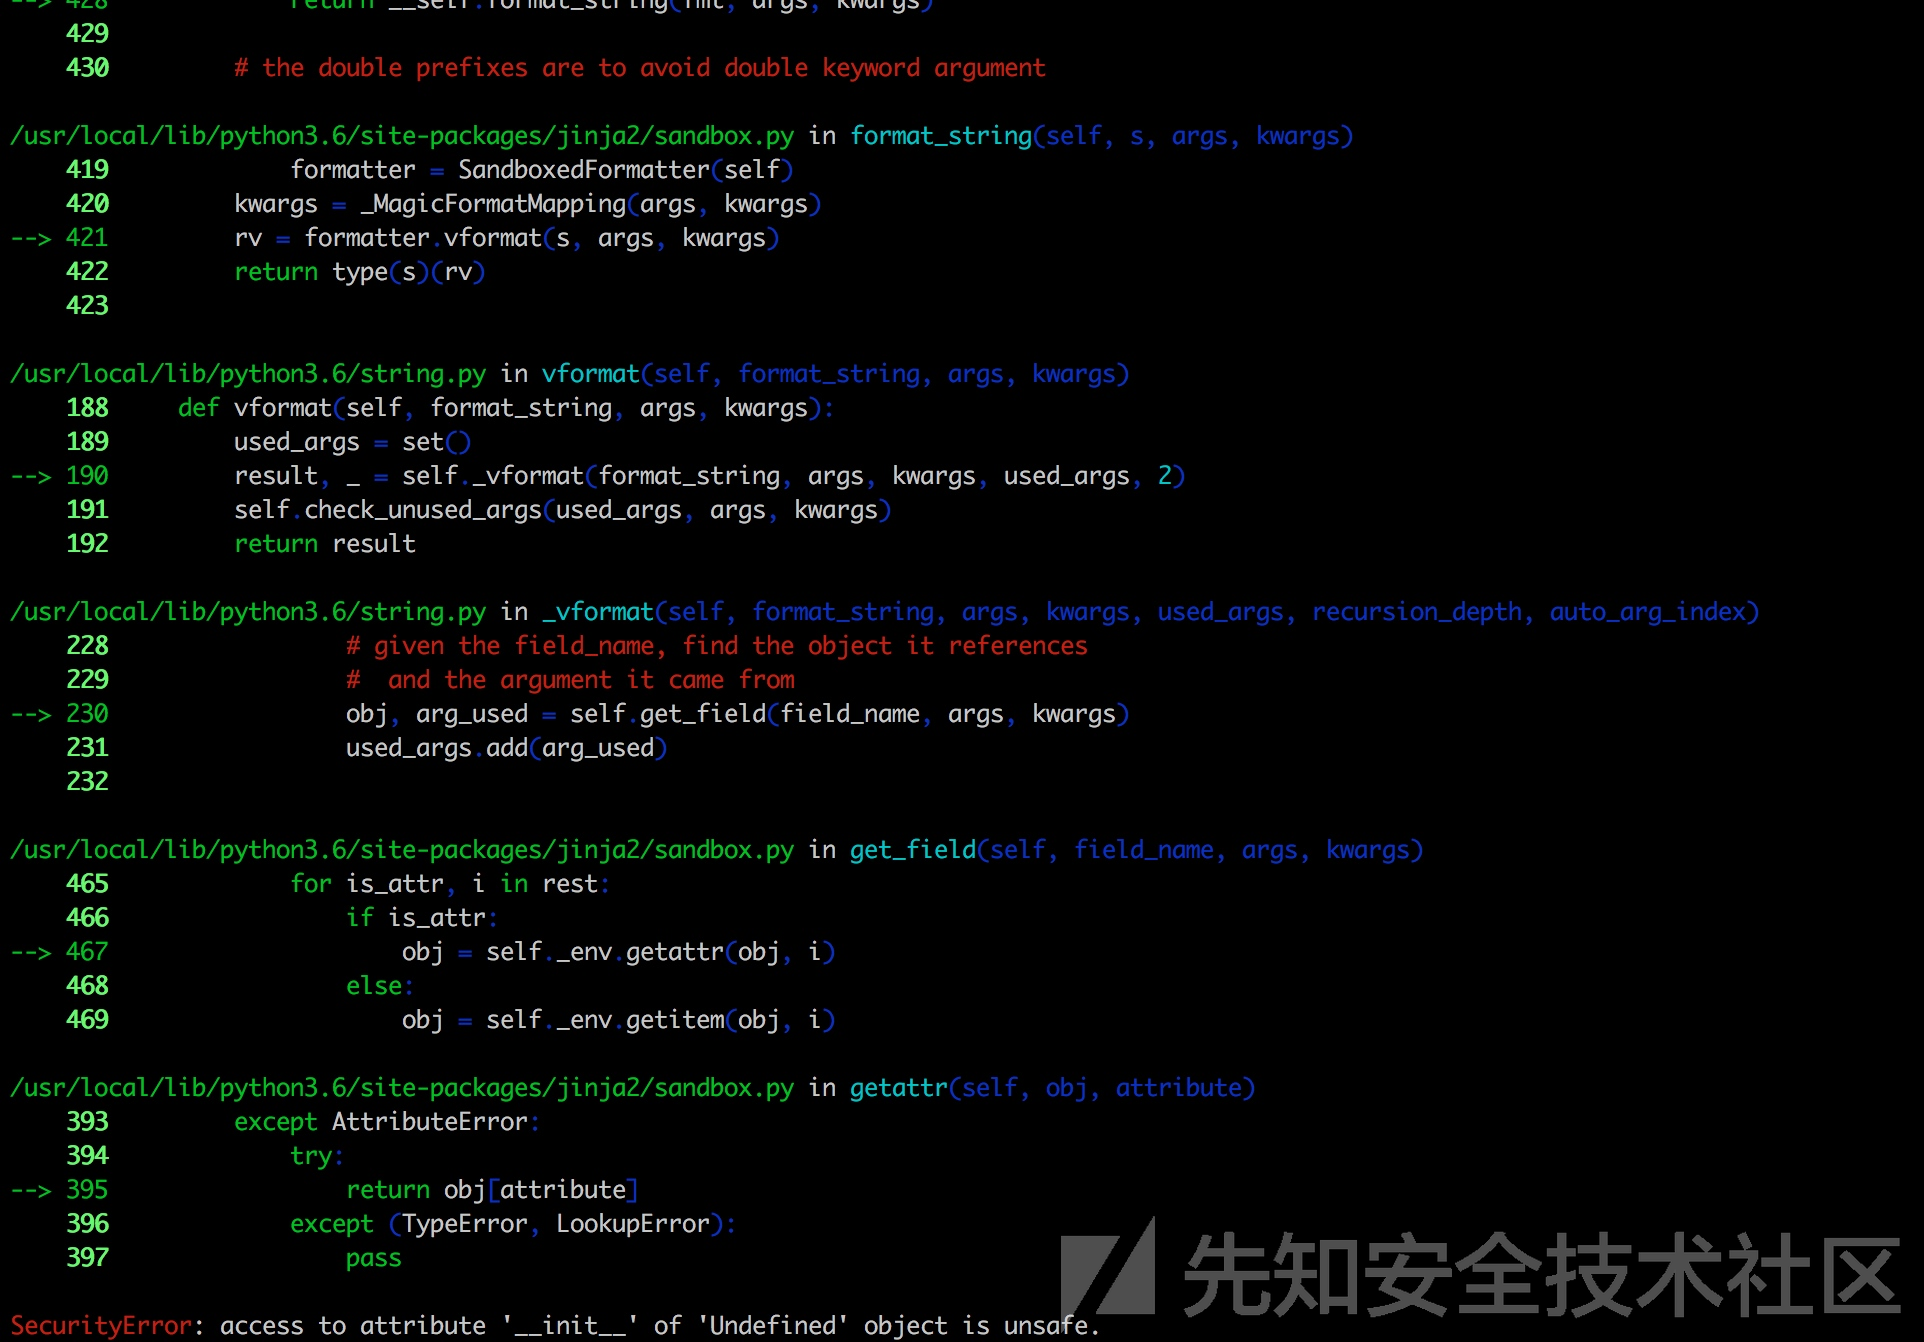 --> 428             return __self.format_string(fmt, args, kwargs)
    429
    430         # the double prefixes are to avoid double keyword argument
/usr/local/lib/python3.6/site-packages/jinja2/sandbox.py in format_string(self, s, args, kwargs)
    419             formatter = SandboxedFormatter(self)
    420         kwargs = _MagicFormatMapping(args, kwargs)
--> 421         rv = formatter.vformat(s, args, kwargs)
    422         return type(s)(rv)
    423
/usr/local/lib/python3.6/string.py in vformat(self, format_string, args, kwargs)
    188     def vformat(self, format_string, args, kwargs):
    189         used_args = set()
--> 190         result, _ = self._vformat(format_string, args, kwargs, used_args, 2)
    191         self.check_unused_args(used_args, args, kwargs)
    192         return result
/usr/local/lib/python3.6/string.py in _vformat(self, format_string, args, kwargs, used_args, recursion_depth, auto_arg_index)
    228                 # given the field_name, find the object it references
    229                 #  and the argument it came from
--> 230                 obj, arg_used = self.get_field(field_name, args, kwargs)
    231                 used_args.add(arg_used)
    232
/usr/local/lib/python3.6/site-packages/jinja2/sandbox.py in get_field(self, field_name, args, kwargs)
    465             for is_attr, i in rest:
    466                 if is_attr:
--> 467                     obj = self._env.getattr(obj, i)
    468                 else:
    469                     obj = self._env.getitem(obj, i)
/usr/local/lib/python3.6/site-packages/jinja2/sandbox.py in getattr(self, obj, attribute)
    393         except AttributeError:
    394             try:
--> 395                 return obj[attribute]
    396             except (TypeError, LookupError):
    397                 pass
SecurityError: access to attribute '__init__' of 'Undefined' object is unsafe.
先知安全技术社区